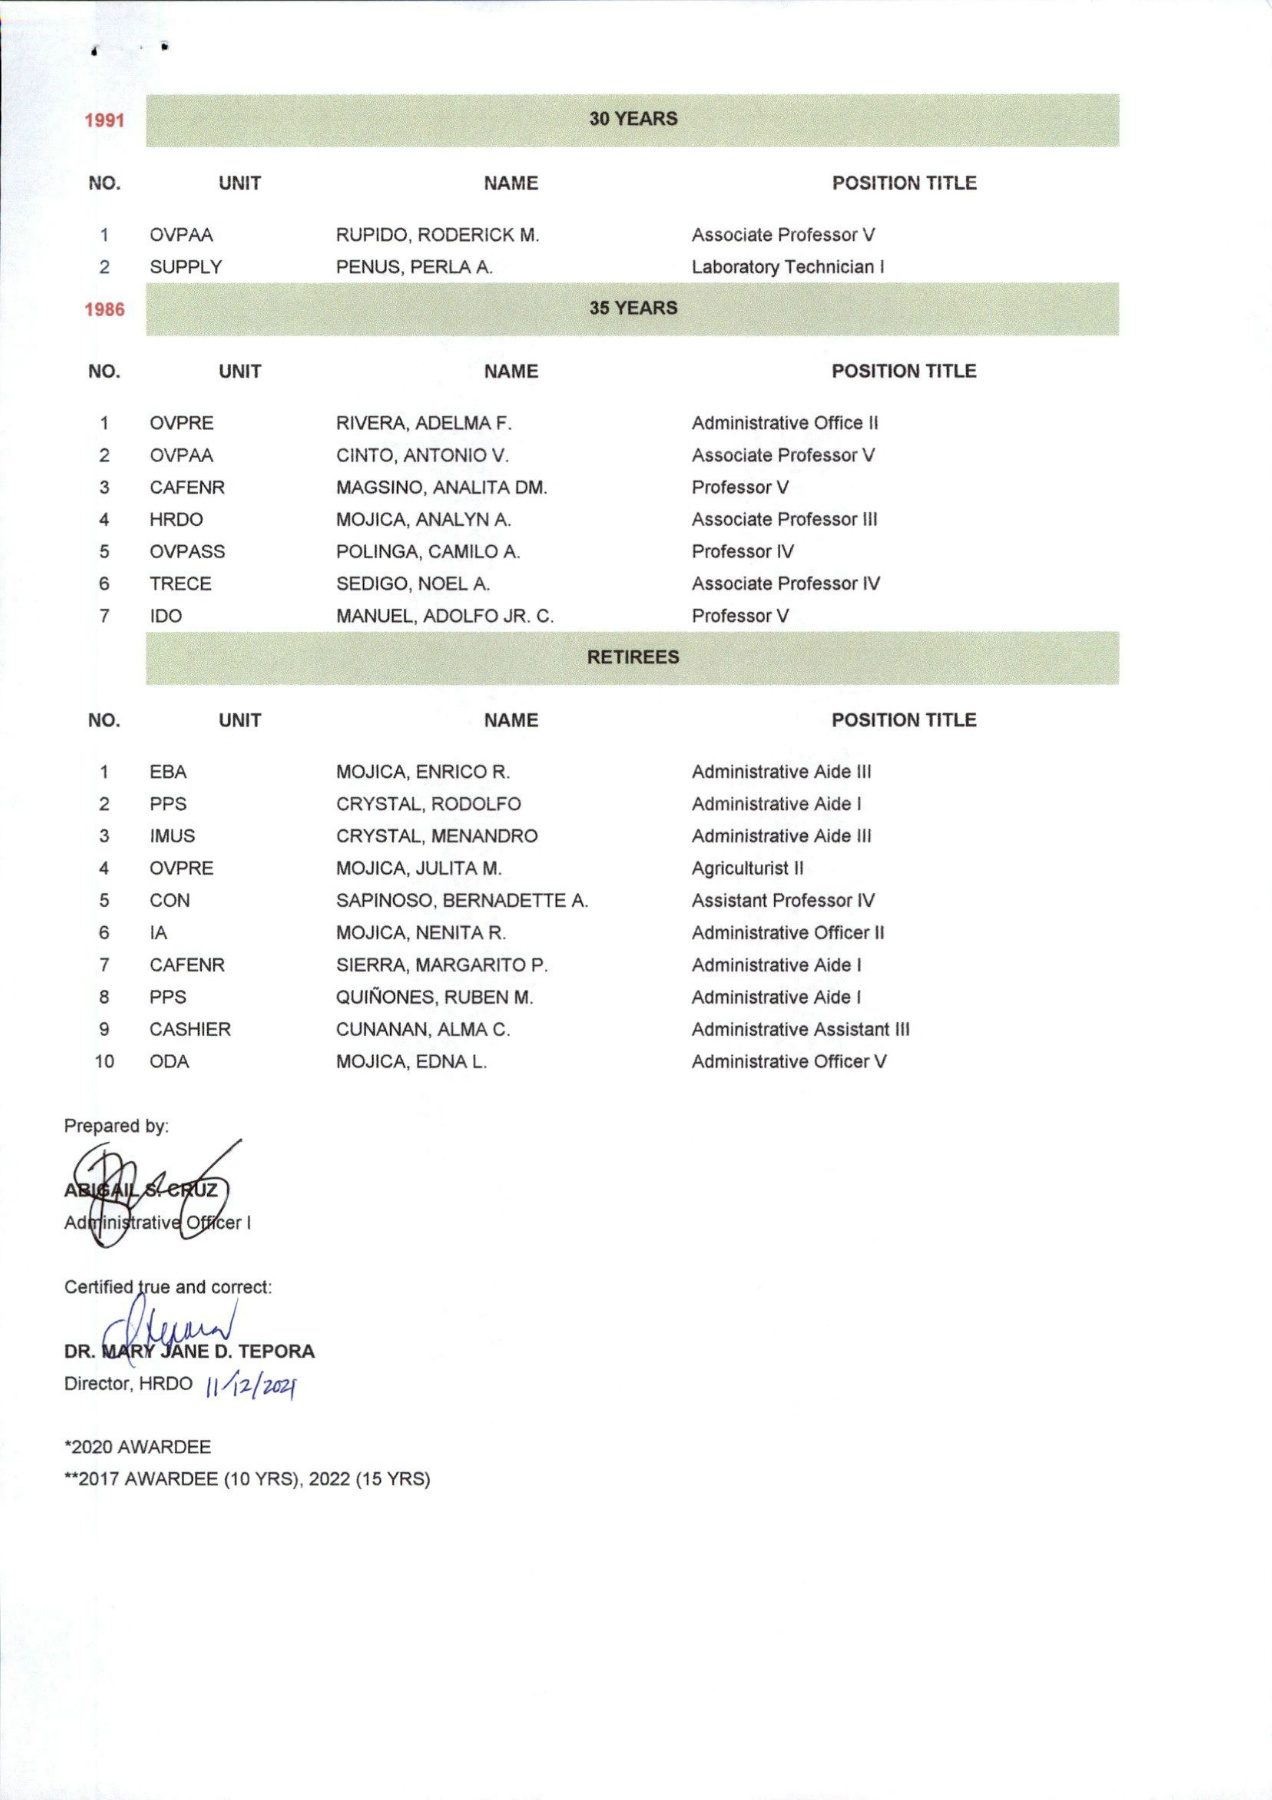 1991 30 YEARS
NO. UNIT NAME POSITION TITLE
1 OVPAA RUPIDO, RODERICK M. Associate Professor V
2 SUPPLY PENUS, PERLA A. Laboratory Technician I
1986 35 YEARS
NO. UNIT NAME POSITION TITLE
1 OVPRE RIVERA, ADELMA F. Administrative Office II
2 OVPAA CINTO, ANTONIO V. Associate Professor V
3 CAFENR MAGSINO, ANALITA DM. Professor V
4 HRDO MOJICA, ANALYN A. Associate Professor III
5 OVPASS POLINGA, CAMILO A. Professor IV
6 TRECE SEDIGO, NOEL A. Associate Professor IV
7 IDO MANUEL, ADOLFO JR. C. Professor V
RETIREES
NO. UNIT NAME POSITION TITLE
1 EBA MOJICA, ENRICO R. Administrative Aide III
2 PPS CRYSTAL, RODOLFO Administrative Aide I
3 IMUS CRYSTAL, MENANDRO Administrative Aide III
4 OVPRE MOJICA, JULITA M. Agriculturist II
5 CON SAPINOSO, BERNADETTE A. Assistant Professor IV
6 IA MOJICA, NENITA R. Administrative Officer II
7 CAFENR SIERRA, MARGARITO P. Administrative Aide I
8 PPS QUIÑONES, RUBEN M. Administrative Aide I
9 CASHIER CUNANAN, ALMA C. Administrative Assistant III
10 ODA MOJICA, EDNA L. Administrative Officer V
Prepared by:
ABIGAIL S. CRUZ
Administrative Officer I
Certified true and correct:
DR. MARY JANE D. TEPORA
Director, HRDO 11/12/2021
*2020 AWARDEE
**2017 AWARDEE (10 YRS), 2022 (15 YRS)